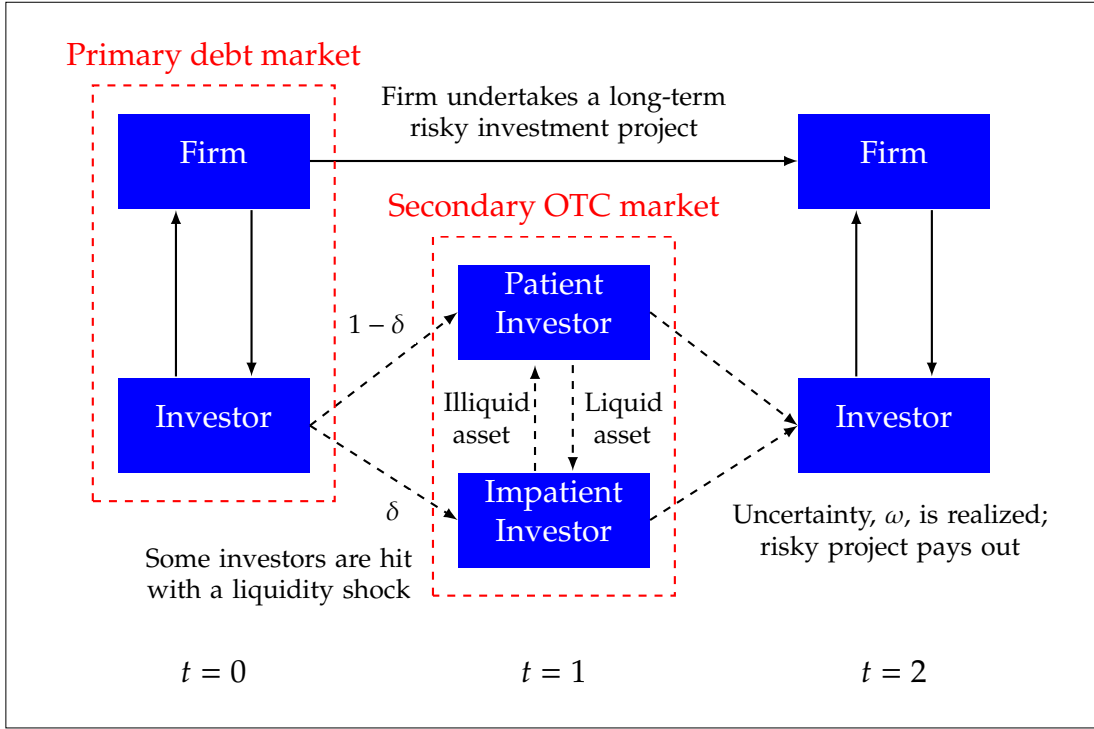 Primary debt market
Firm undertakes a long-term
risky investment project
Firm
Firm
Secondary OTC market
Patient
Investor
1 − δ
Investor
Illiquid
asset
Liquid
asset
Investor
δ
Impatient
Investor
Some investors are hit
with a liquidity shock
Uncertainty, ω, is realized;
risky project pays out
t = 0
t = 1
t = 2